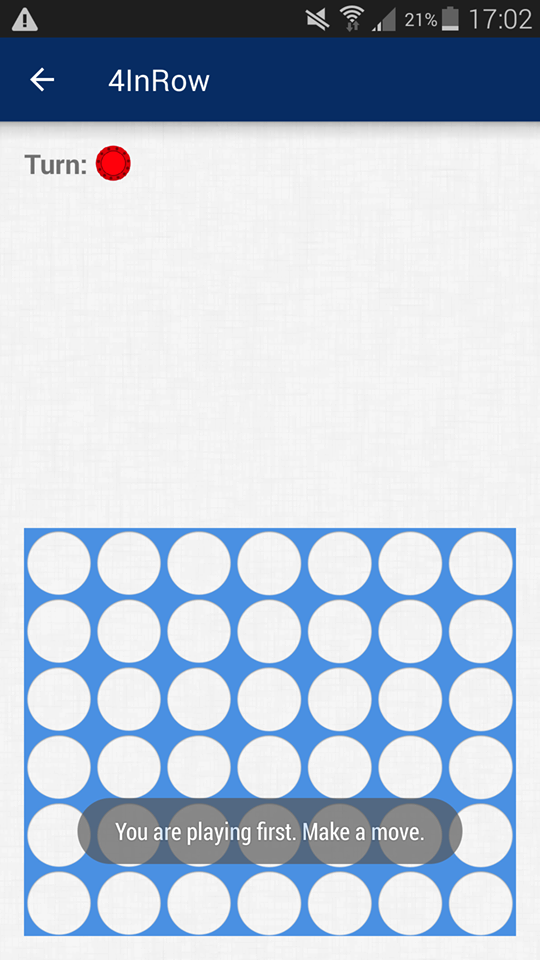 21% 17:02
4InRow
Turn:
You are playing first. Make a move.